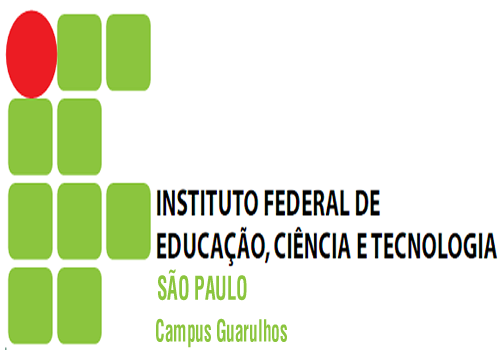 INSTITUTO FEDERAL DE
EDUCAÇÃO, CIÊNCIA E TECNOLOGIA
SÃO PAULO
Campus Guarulhos